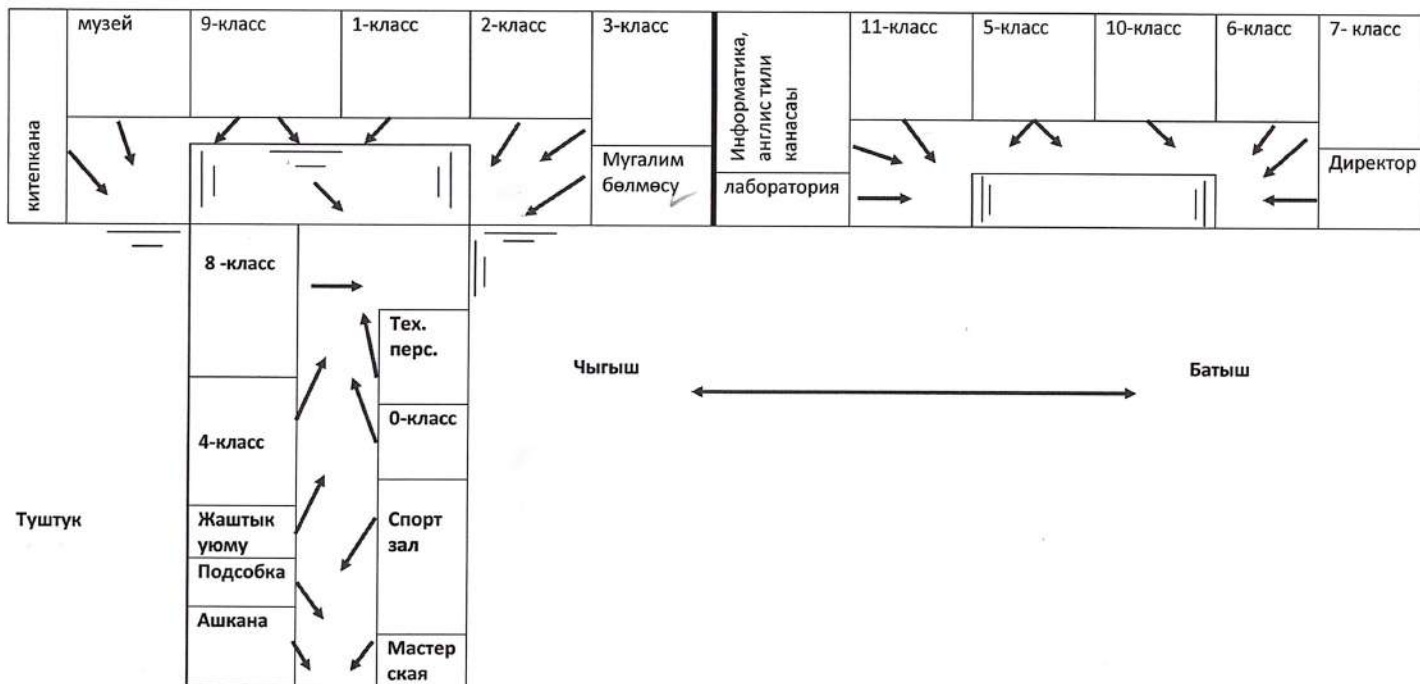 китепкана
музей
9-класс
1-класс
2-класс
3-класс
Мугалим
бөлмөсу
Информатика,
англис тили
канасаы
лаборатория
11-класс
5-класс
10-класс
6-класс
7- класс
Директор
8 -класс
Тех.
перс.
Чыгыш
Батыш
0-класс
4-класс
Туштук
Жаштык
уюму
Спорт
зал
Подсобка
Ашкана
Мастер
ская